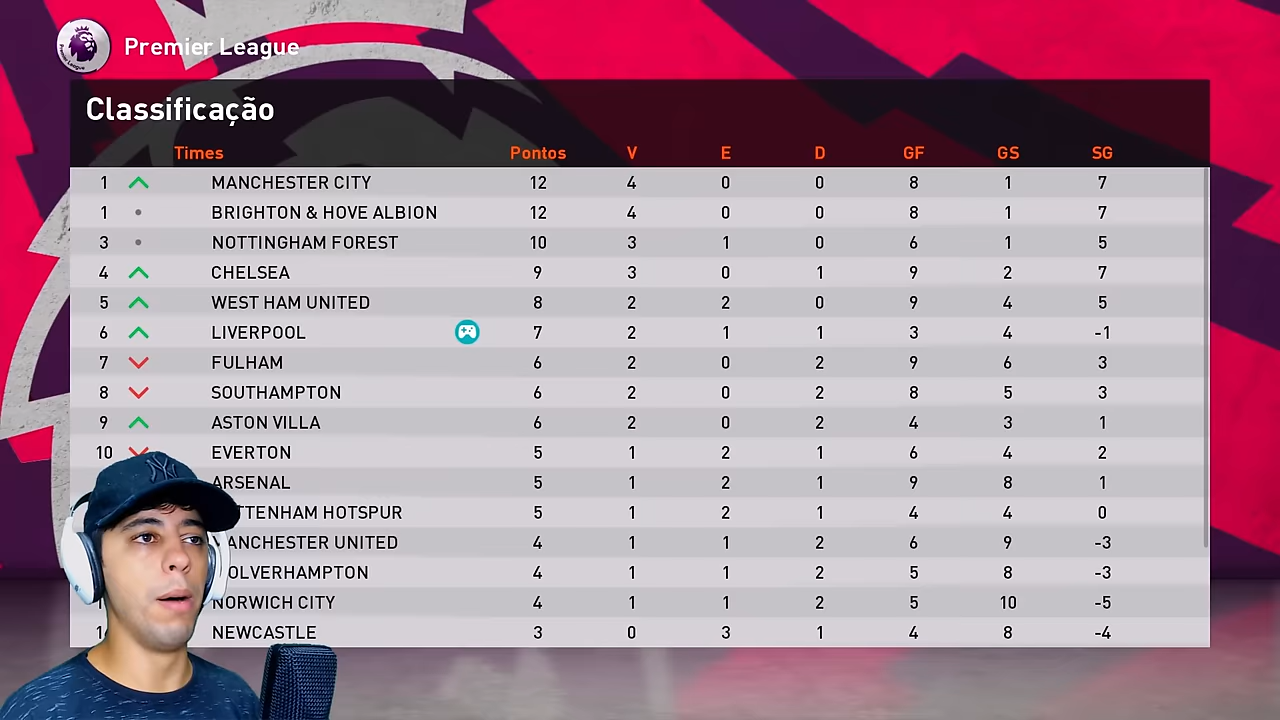 Premier League
Classificação
Times Pontos V E D GF GS SG
1 MANCHESTER CITY 12 4 0 0 8 1 7
1 BRIGHTON & HOVE ALBION 12 4 0 0 8 1 7
3 NOTTINGHAM FOREST 10 3 1 0 6 1 5
4 CHELSEA 9 3 0 1 9 2 7
5 WEST HAM UNITED 8 2 2 0 9 4 5
6 LIVERPOOL 7 2 1 1 3 4 -1
7 FULHAM 6 2 0 2 9 6 3
8 SOUTHAMPTON 6 2 0 2 8 5 3
9 ASTON VILLA 6 2 0 2 4 3 1
10 EVERTON 5 1 2 1 6 4 2
ARSENAL 5 1 2 1 9 8 1
TTENHAM HOTSPUR 5 1 2 1 4 4 0
MANCHESTER UNITED 4 1 1 2 6 9 -3
OLVERHAMPTON 4 1 1 2 5 8 -3
NORWICH CITY 4 1 1 2 5 10 -5
NEWCASTLE 3 0 3 1 4 8 -4